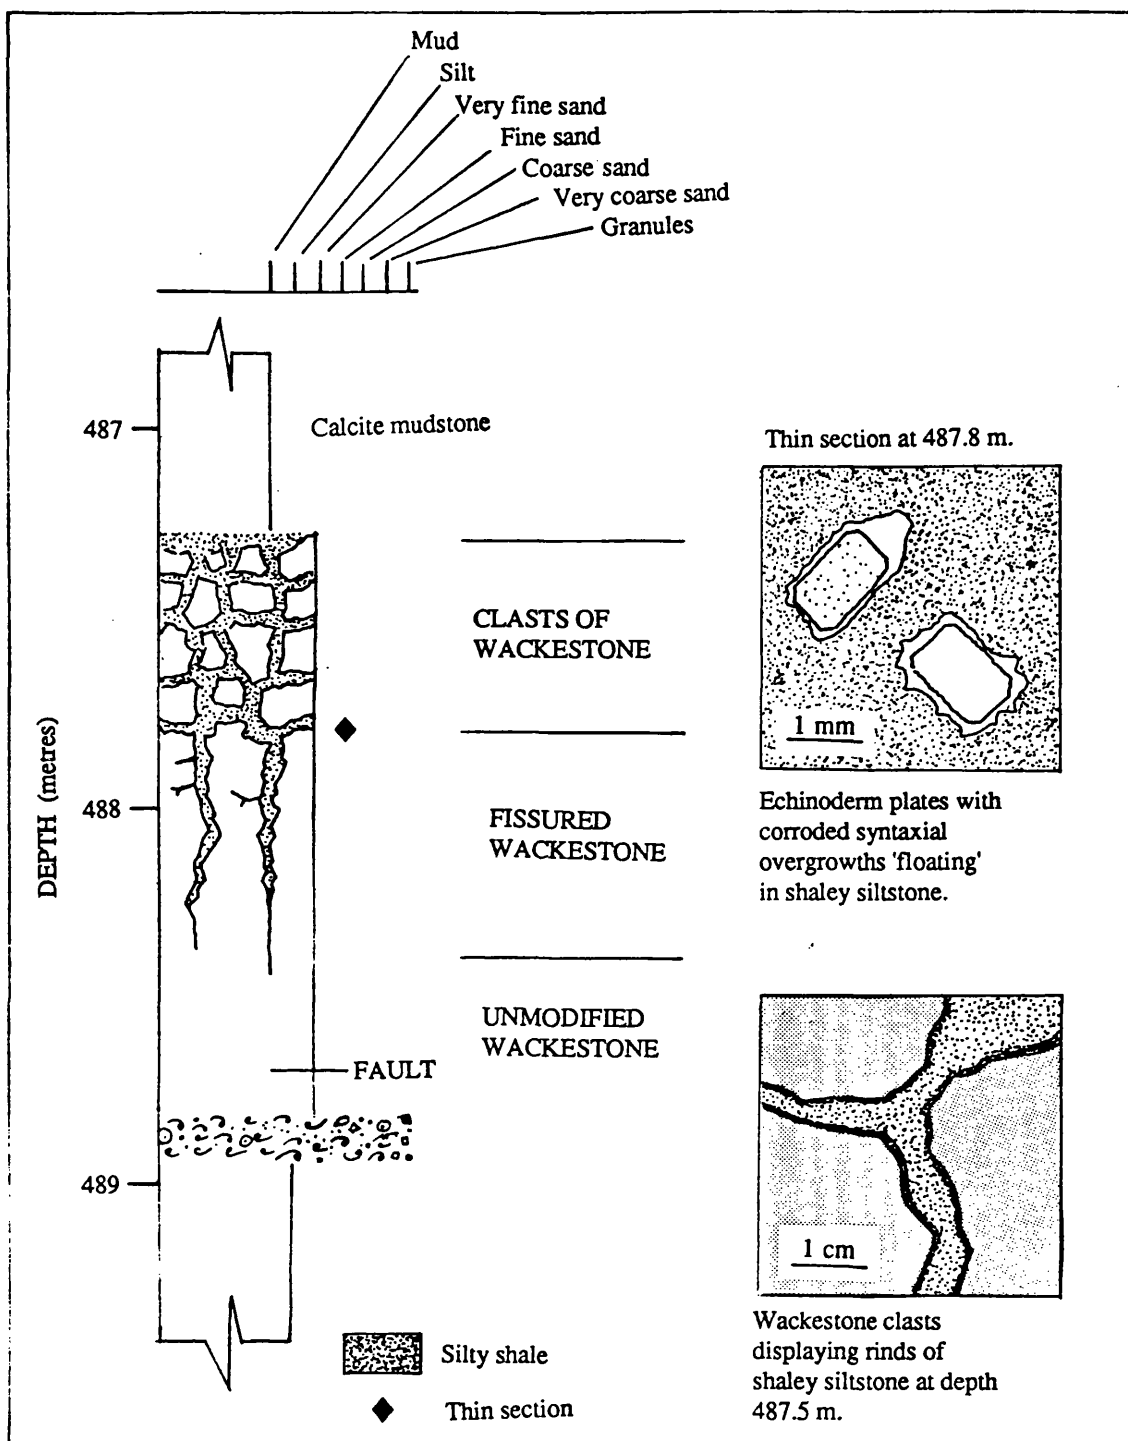 Mud
Silt
Very fine sand
Fine sand
Coarse sand
Very coarse sand
Granules
487
Calcite mudstone
Thin section at 487.8 m.
CLASTS OF
WACKESTONE
1 mm
DEPTH (metres)
488
FISSURED
WACKESTONE
Echinoderm plates with
corroded syntaxial
overgrowths 'floating'
in shaley siltstone.
UNMODIFIED
WACKESTONE
FAULT
489
1 cm
Wackestone clasts
displaying rinds of
shaley siltstone at depth
487.5 m.
Silty shale
Thin section